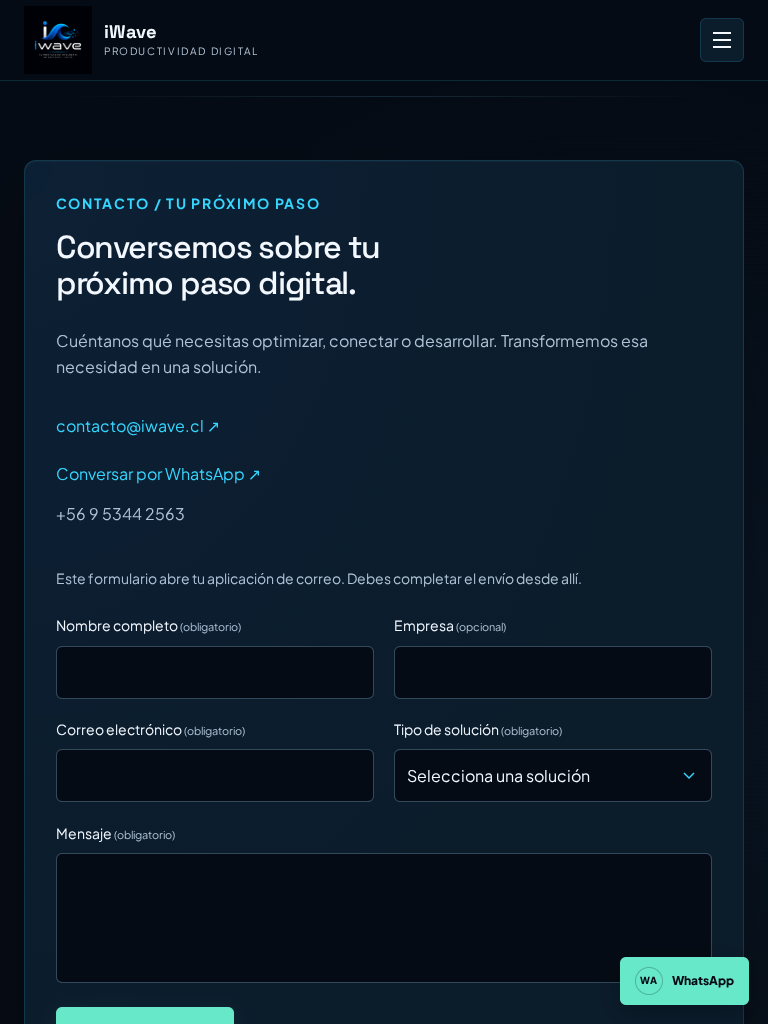 iwave
iWave
PRODUCTIVIDAD DIGITAL
CONTACTO / TU PRÓXIMO PASO
Conversemos sobre tu
próximo paso digital.
Cuéntanos qué necesitas optimizar, conectar o desarrollar. Transformemos esa
necesidad en una solución.
contacto@iwave.cl ↗
Conversar por WhatsApp ↗
+56 9 5344 2563
Este formulario abre tu aplicación de correo. Debes completar el envío desde allí.
Nombre completo (obligatorio)
Empresa (opcional)
Correo electrónico (obligatorio)
Tipo de solución (obligatorio)
Selecciona una solución
Mensaje (obligatorio)
WA WhatsApp